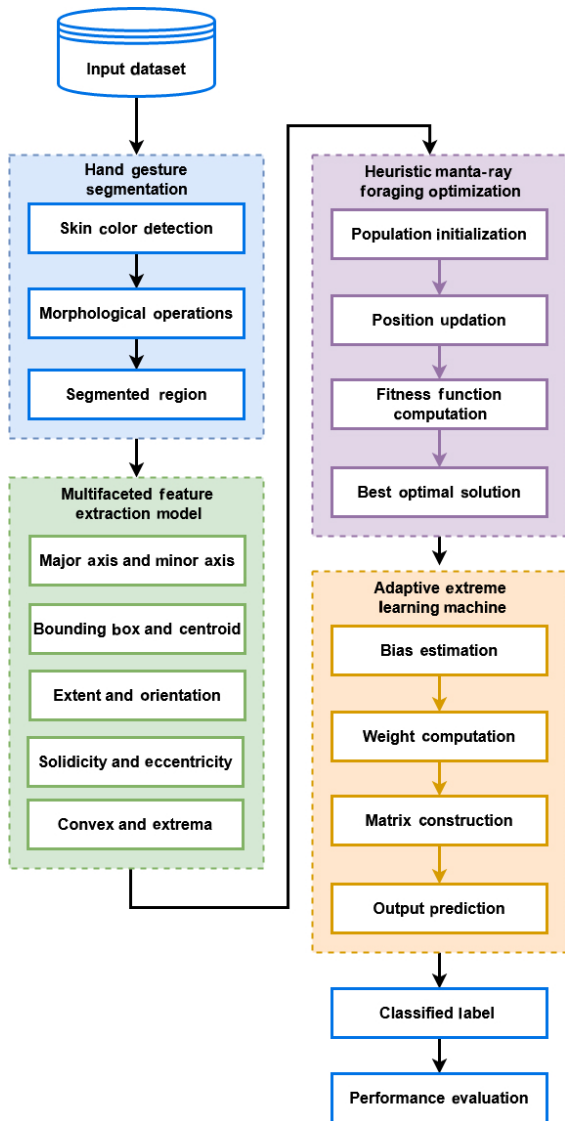 Input dataset
Hand gesture
segmentation
Skin color detection
Morphological operations
Segmented region
Multifaceted feature
extraction model
Major axis and minor axis
Bounding box and centroid
Extent and orientation
Solidicity and eccentricity
Convex and extrema
Heuristic manta-ray
foraging optimization
Population initialization
Position updation
Fitness function
computation
Best optimal solution
Adaptive extreme
learning machine
Bias estimation
Weight computation
Matrix construction
Output prediction
Classified label
Performance evaluation